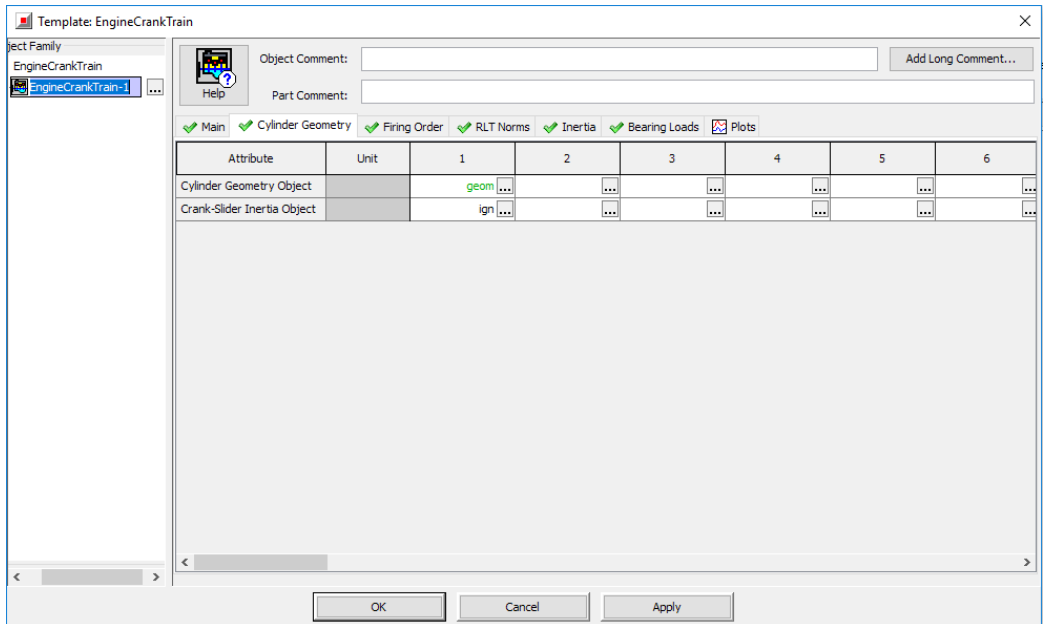 Template: EngineCrankTrain
ject Family
EngineCrankTrain
EngineCrankTrain-1 ...
Help
Object Comment:
Add Long Comment...
Part Comment:
Main Cylinder Geometry Firing Order RLT Norms Inertia Bearing Loads Plots
Attribute Unit 1 2 3 4 5 6
Cylinder Geometry Object geom ... ... ... ... ... ...
Crank-Slider Inertia Object ign ... ... ... ... ... ...
OK Cancel Apply